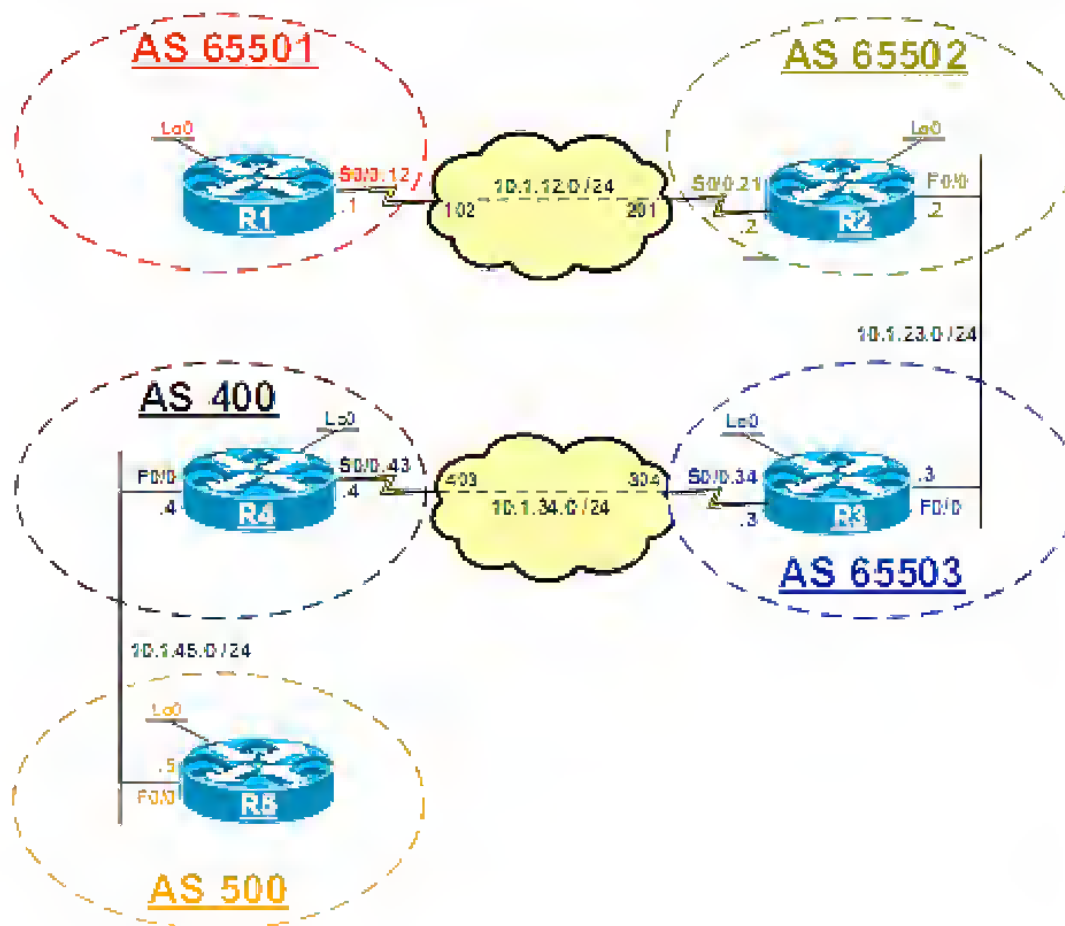 AS 65501
AS 65502
Lo0
Lo0
S0/0.12
10.1.12.0/24
S0/0.21
F0/0
R1
.1
102
201
.2
R2
.2
10.1.23.0/24
AS 400
Lo0
Lo0
F0/0
S0/0.43
403
304
S0/0.34
.3
.4
R4
.4
10.1.34.0/24
.3
R3
F0/0
AS 65503
10.1.45.0/24
Lo0
.5
F0/0
R5
AS 500